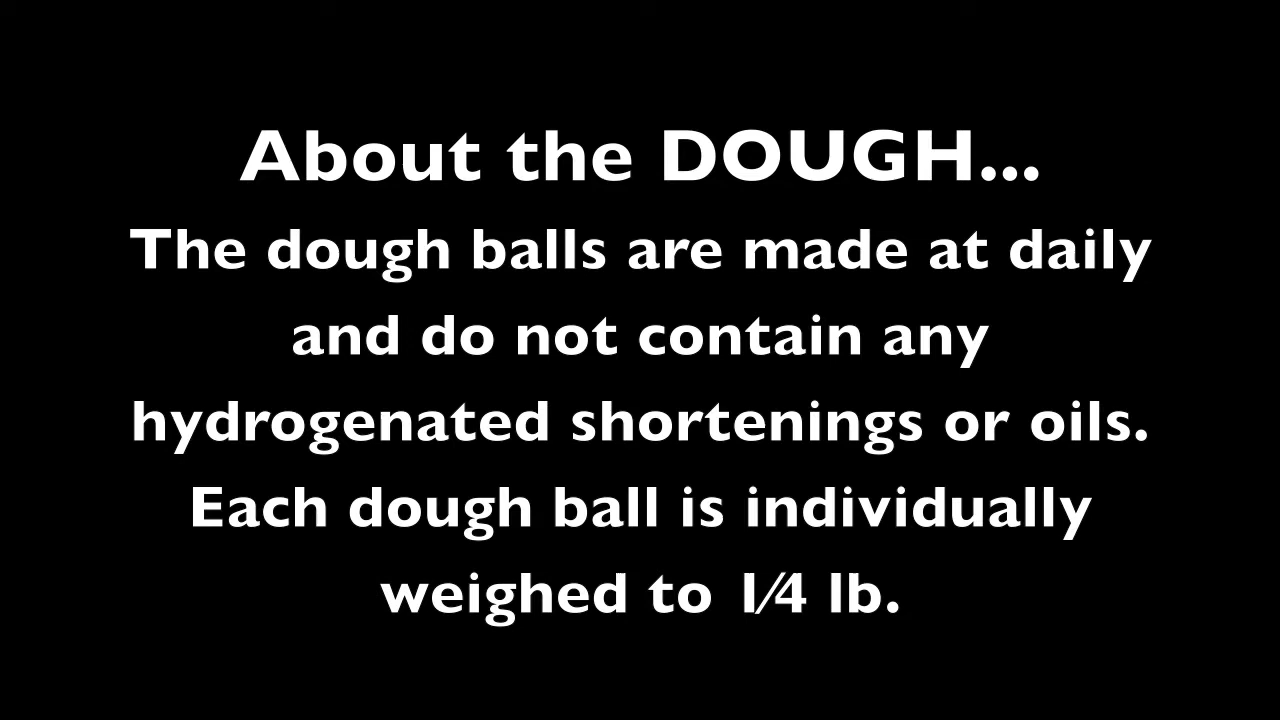 About the DOUGH...
The dough balls are made at daily
and do not contain any
hydrogenated shortenings or oils.
Each dough ball is individually
weighed to 1⁄4 lb.